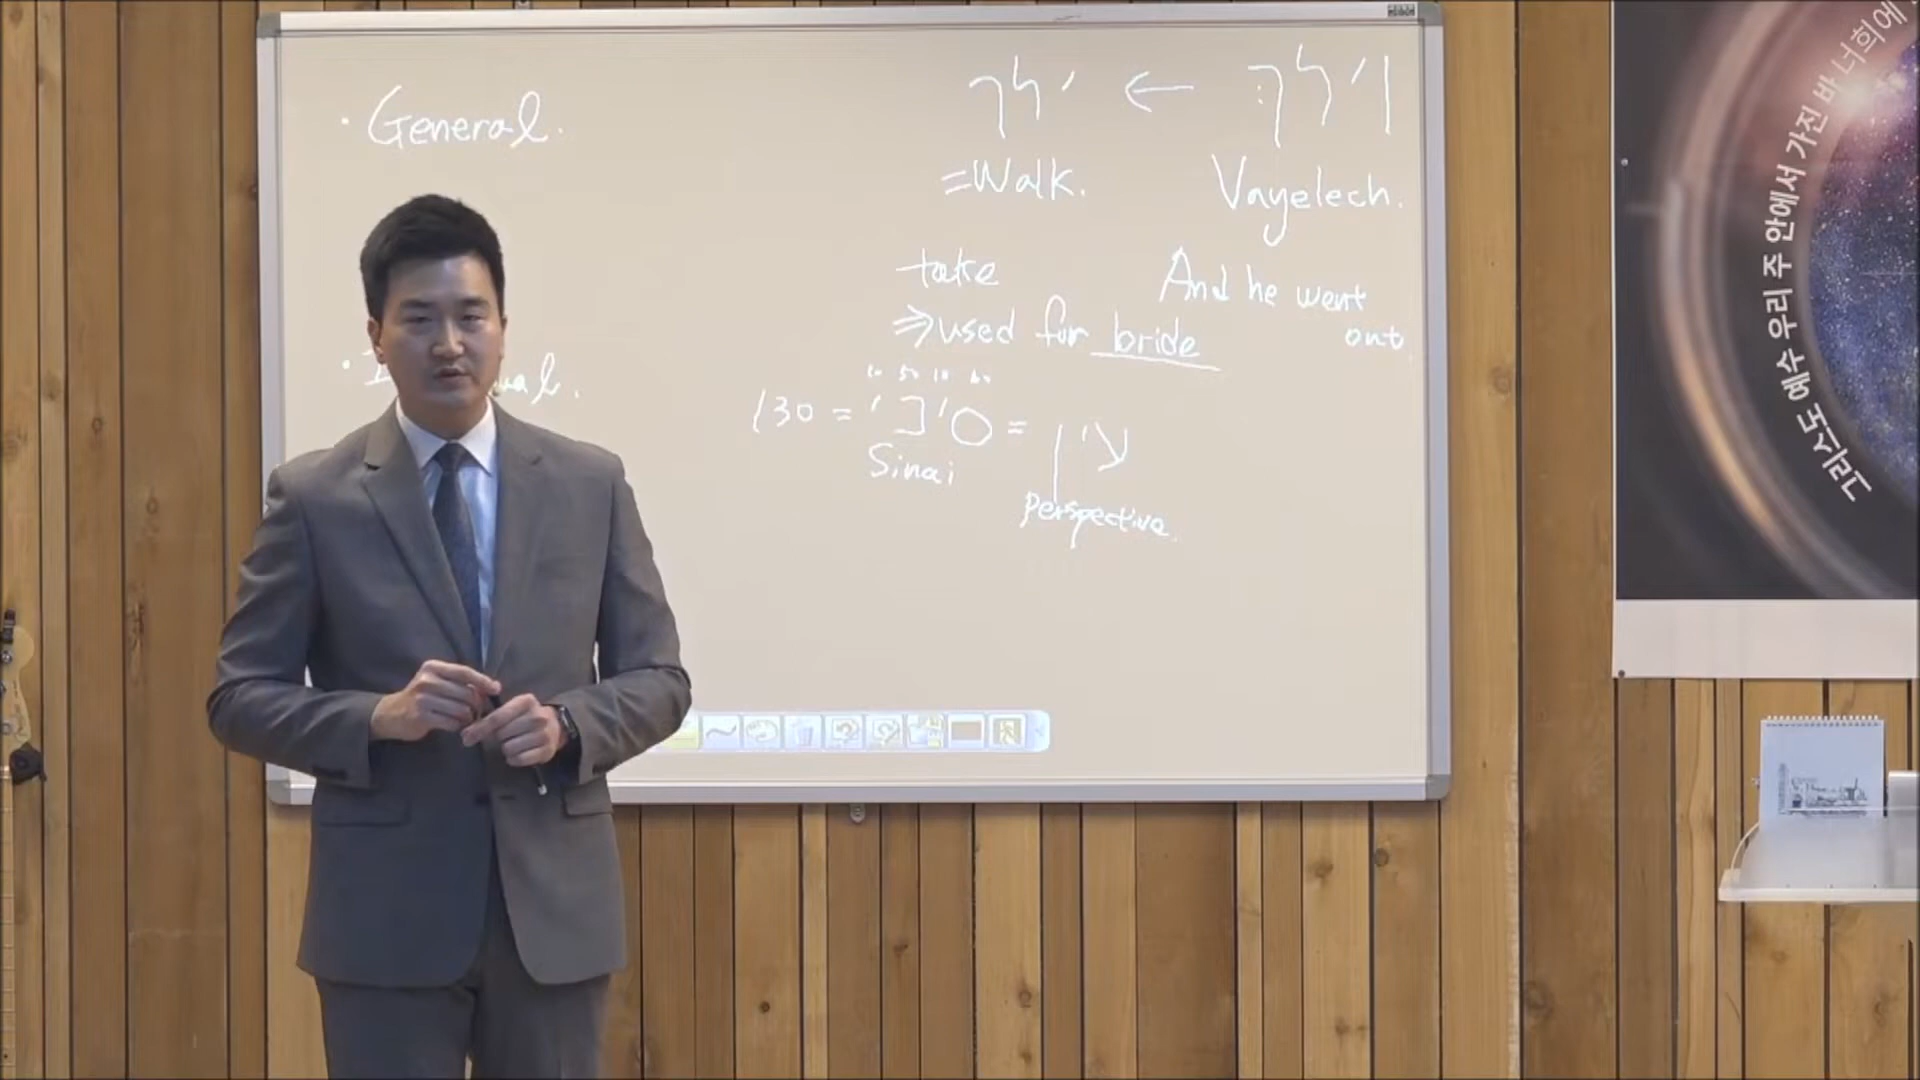 · General.
ילך ← וילךְ
=Walk. Vayelech.
take
⇒ used for bride
And he went
out
130 = סיני = עין
Sinai
perspective.
그리스도 예수 우리 주 안에서 가진 바 너희에